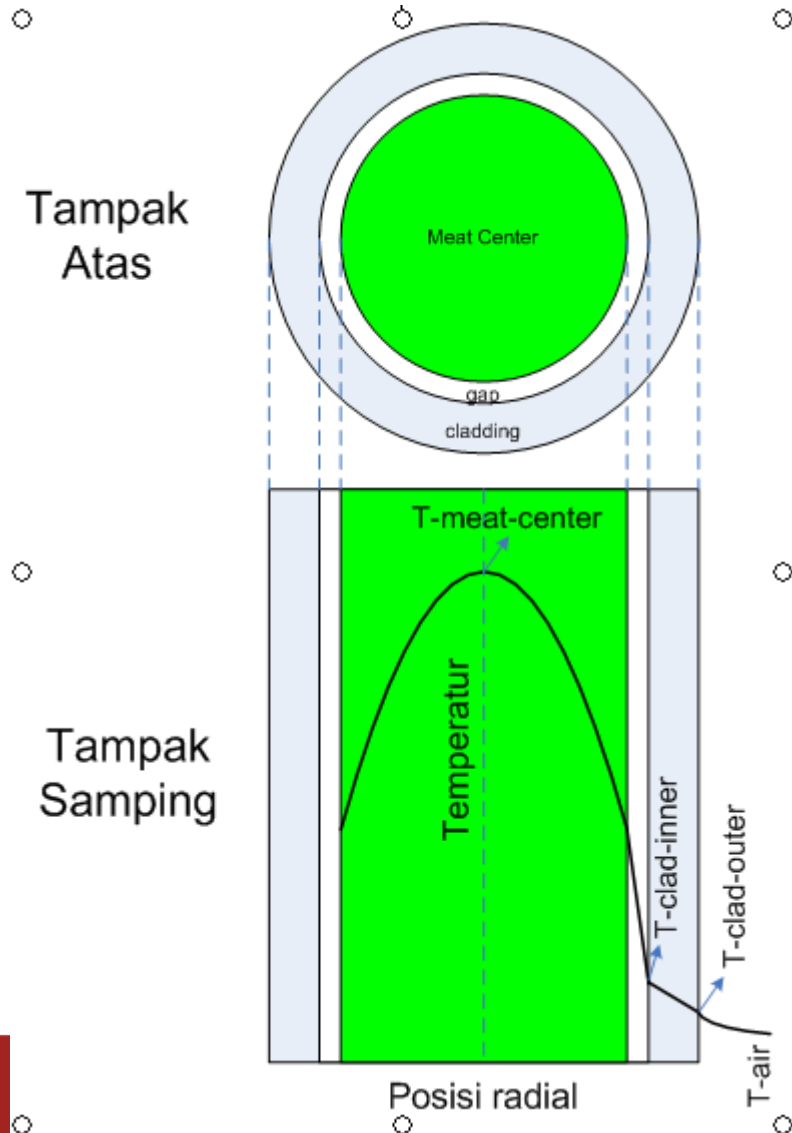 Tampak
Atas
Meat Center
gap
cladding
T-meat-center
Temperatur
Tampak
Samping
T-clad-inner
T-clad-outer
T-air
Posisi radial